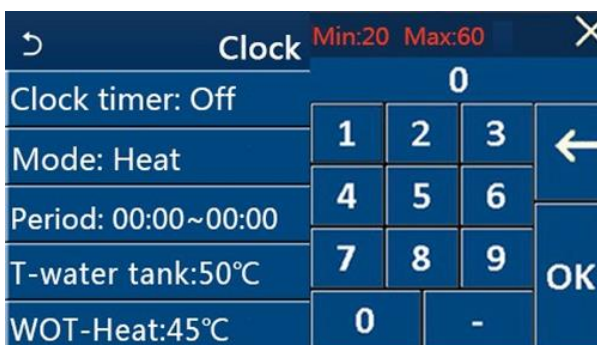 Clock
Clock timer: Off
Mode: Heat
Period: 00:00~00:00
T-water tank:50℃
WOT-Heat:45℃
Min:20 Max:60
0
1 2 3
4 5 6
7 8 9
OK
0 -